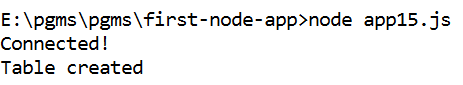 E:\pgms\pgms\first-node-app>node app15.js
Connected!
Table created